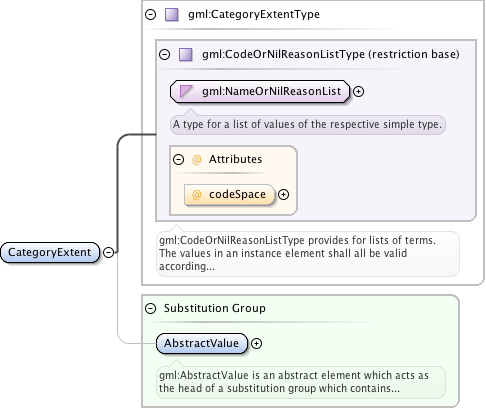 gml:CategoryExtentType
gml:CodeOrNilReasonListType (restriction base)
gml:NameOrNilReasonList
A type for a list of values of the respective simple type.
@ Attributes
@ codeSpace
gml:CodeOrNilReasonListType provides for lists of terms.
The values in an instance element shall all be valid
according...
CategoryExtent
Substitution Group
AbstractValue
gml:AbstractValue is an abstract element which acts as
the head of a substitution group which contains...